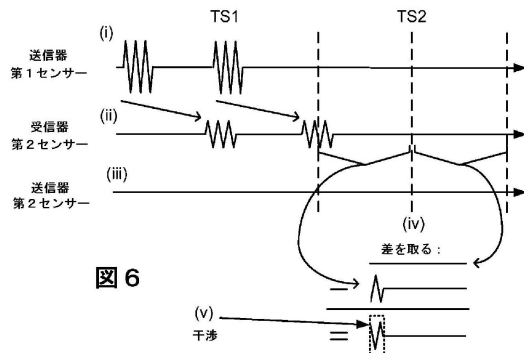 TS1
TS2
(i)
送信器
第1センサー
(ii)
受信器
第2センサー
(iii)
送信器
第2センサー
(iv)
差を取る：
図6
(v)
干渉